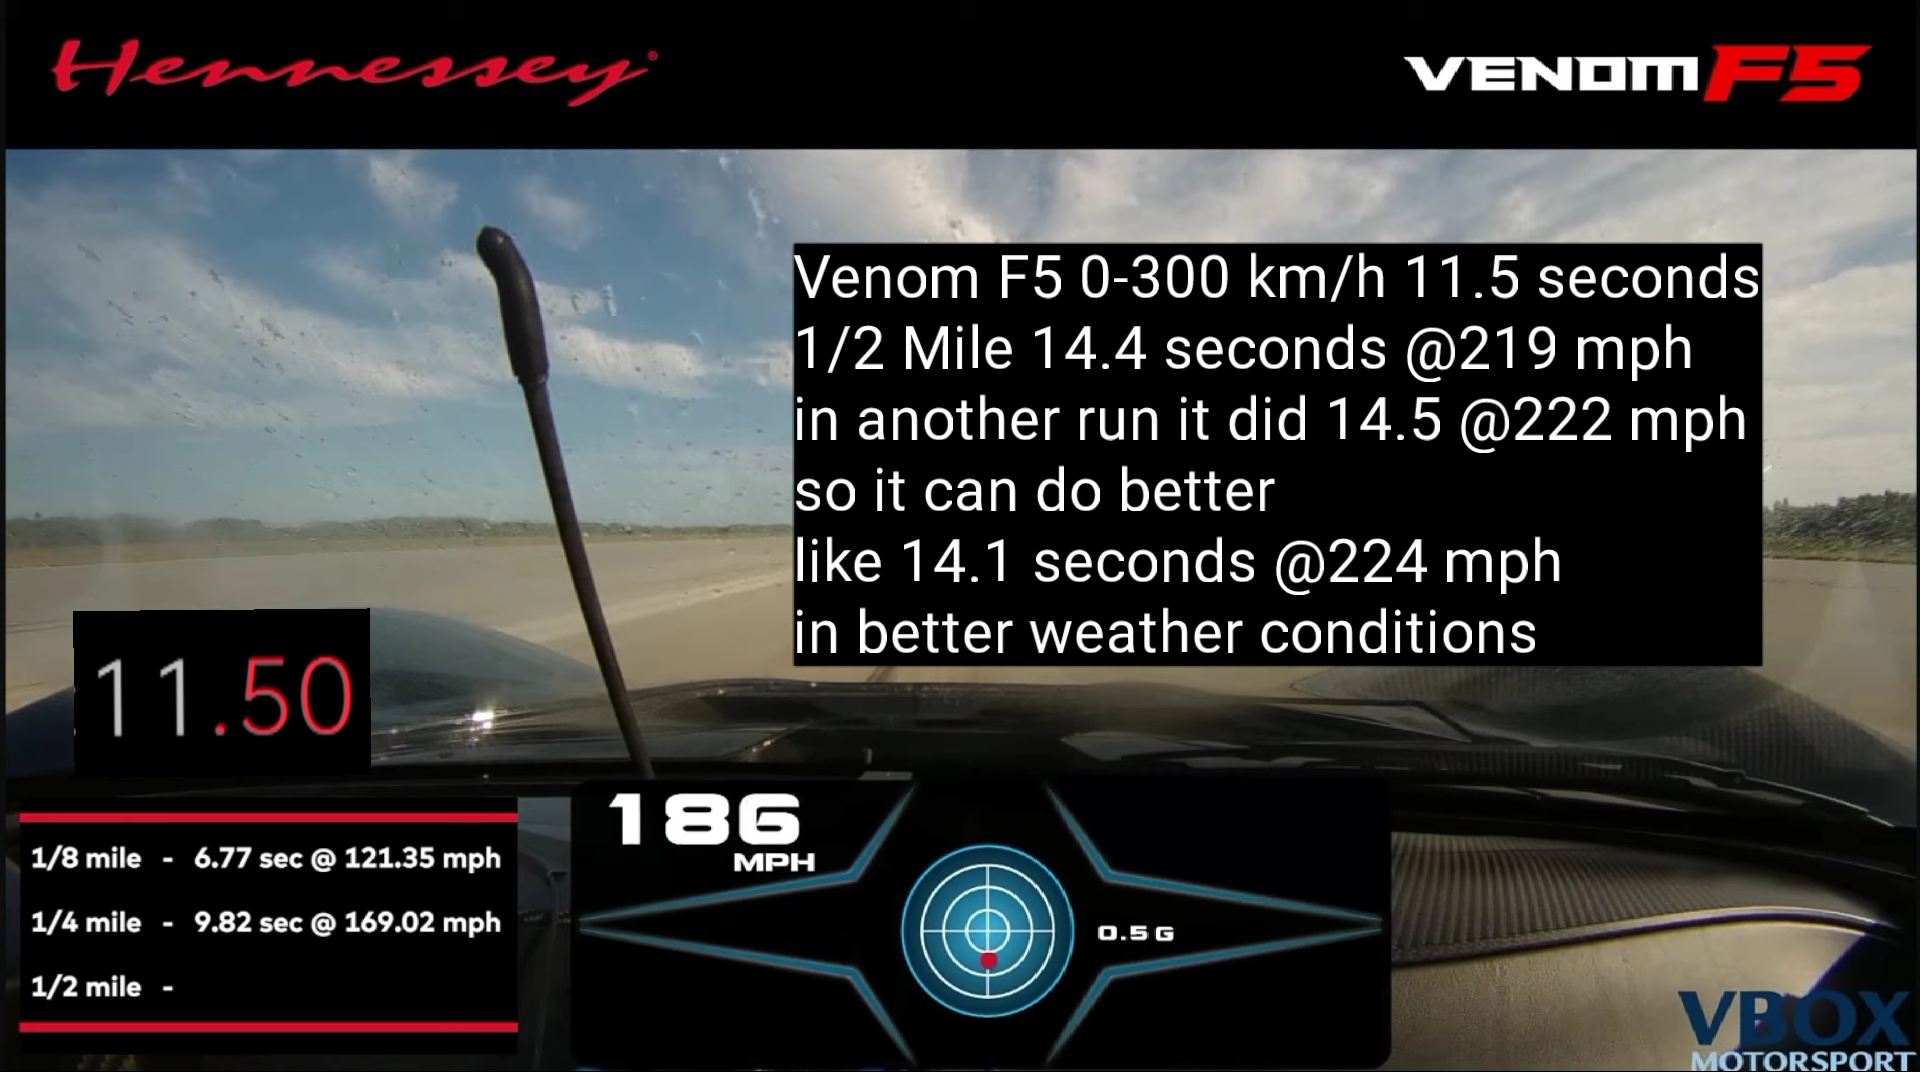 Hennessey
VENOM F5
Venom F5 0-300 km/h 11.5 seconds
1/2 Mile 14.4 seconds @219 mph
in another run it did 14.5 @222 mph
so it can do better
like 14.1 seconds @224 mph
in better weather conditions
11.50
1/8 mile - 6.77 sec @ 121.35 mph
1/4 mile - 9.82 sec @ 169.02 mph
1/2 mile -
186
MPH
0.5 G
VBOX
MOTORSPORT